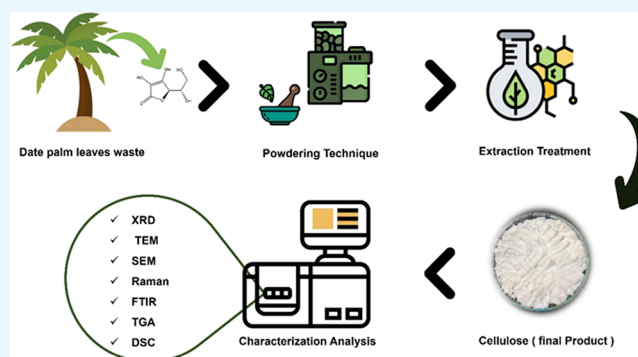 Date palm leaves waste
Powdering Technique
Extraction Treatment
✓ XRD
✓ TEM
✓ SEM
✓ Raman
✓ FTIR
✓ TGA
✓ DSC
Characterization Analysis
Cellulose ( final Product )